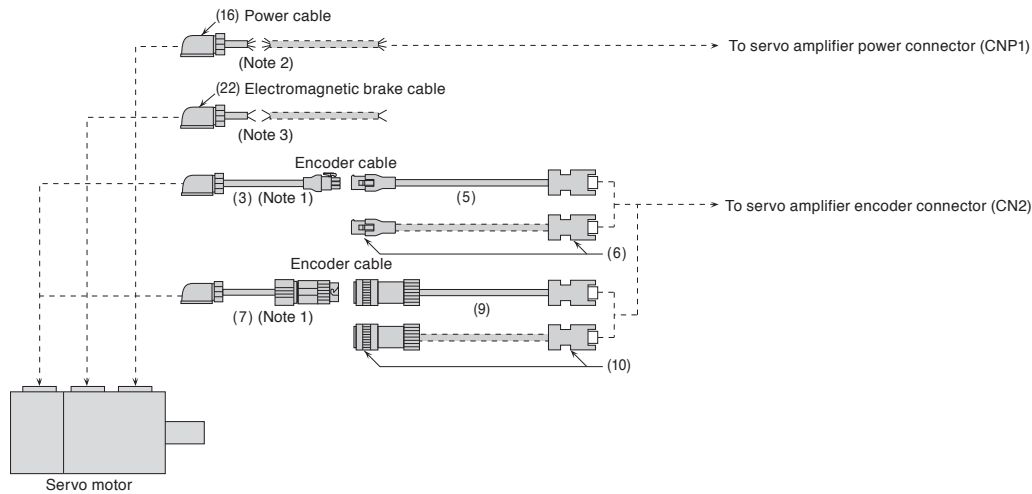 (16) Power cable
To servo amplifier power connector (CNP1)
(Note 2)
(22) Electromagnetic brake cable
(Note 3)
Encoder cable
(3) (Note 1)
(5)
To servo amplifier encoder connector (CN2)
(6)
Encoder cable
(7) (Note 1)
(9)
(10)
Servo motor